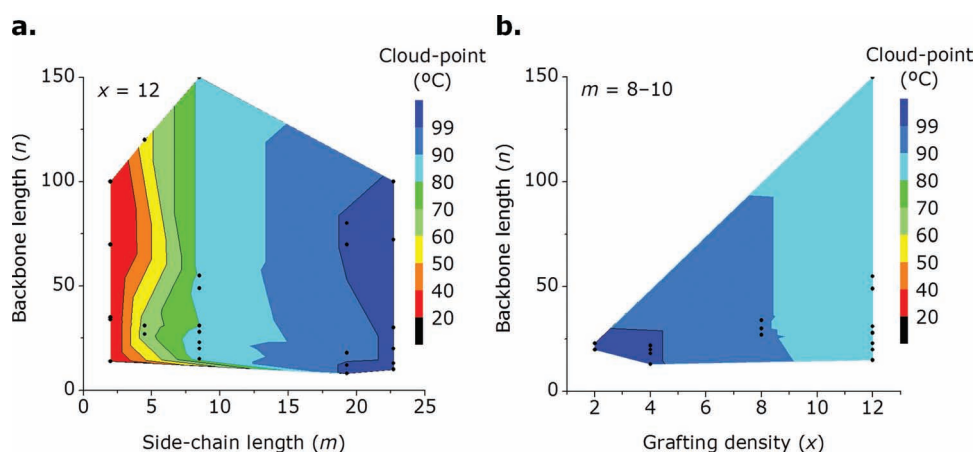 a.
Cloud-point
(ºC)
x = 12
99
90
80
70
60
50
40
20
150
100
50
0
Backbone length (n)
0 5 10 15 20 25
Side-chain length (m)
b.
Cloud-point
(ºC)
m = 8–10
99
90
80
70
60
50
40
20
150
100
50
0
Backbone length (n)
2 4 6 8 10 12
Grafting density (x)